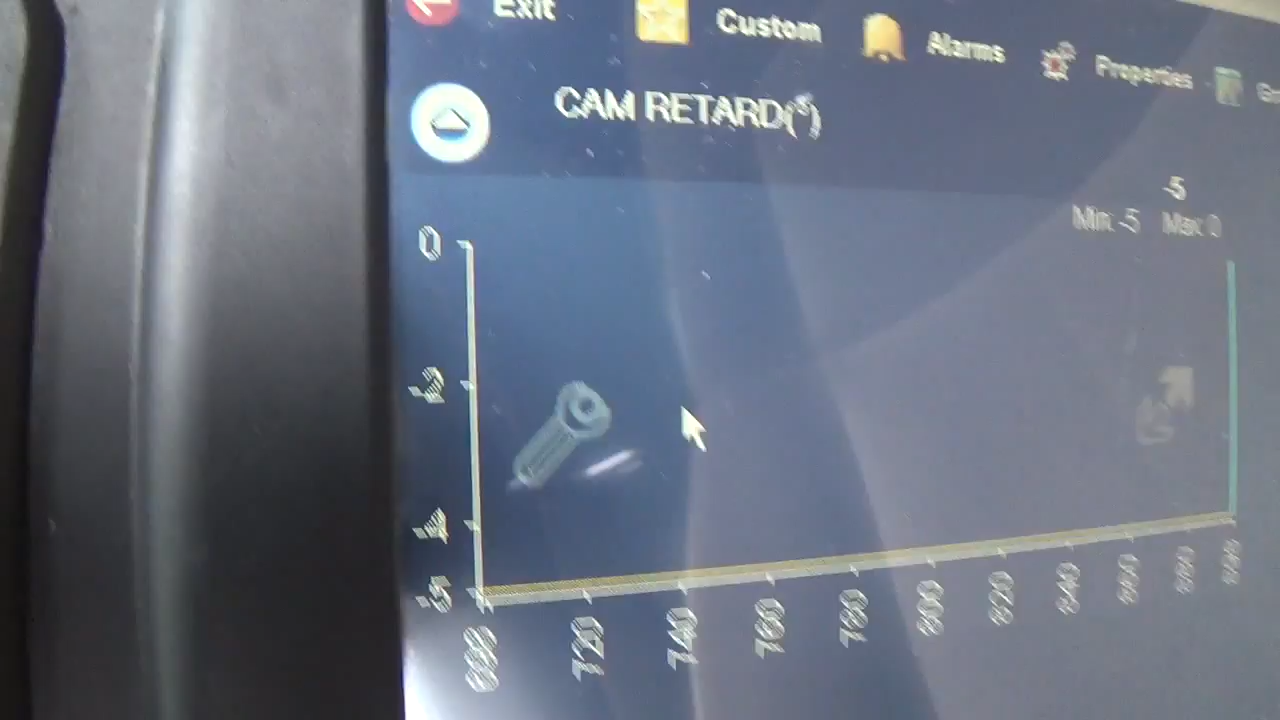 Exit Custom Alarms Properties
CAM RETARD(°)
-5
Min: -5 Max: 0
0
-2
-4
-5
720 740 760 780 800 820 840 860